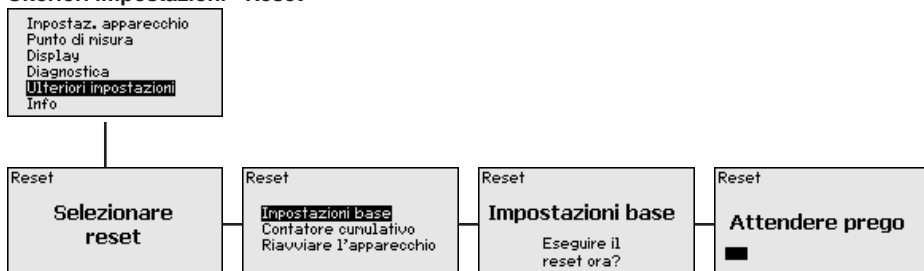 Ulteriori impostazioni - Reset
Impostaz. apparecchio
Punto di misura
Display
Diagnostica
Ulteriori impostazioni
Info
Reset
Selezionare
reset
Reset
Impostazioni base
Contatore cumulativo
Riavviare l'apparecchio
Reset
Impostazioni base
Eseguire il
reset ora?
Reset
Attendere prego